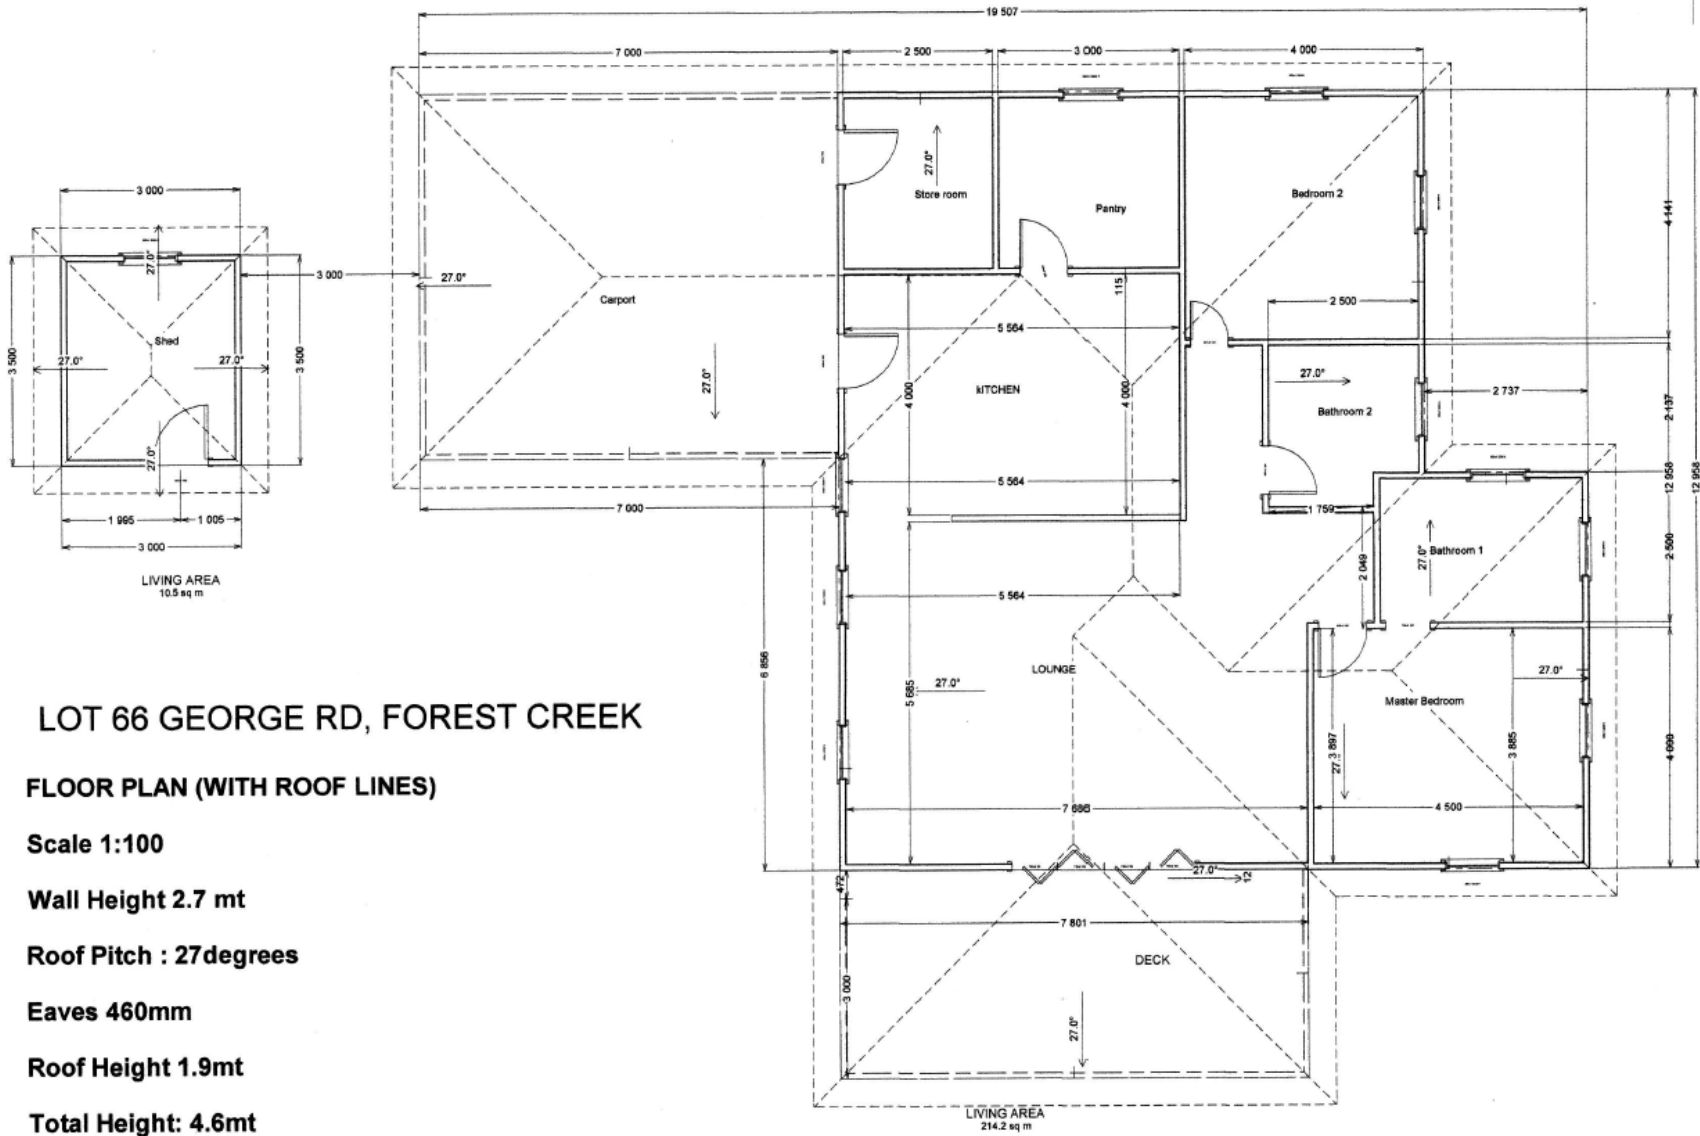 19 507
7 000
2 500
3 000
4 000
27.0°
Store room
Pantry
Bedroom 2
4 141
3 000
3 000
27.0°
27.0°
Carport
115
2 500
Shed
5 564
3 500
27.0°
27.0°
3 500
27.0°
4 000
kITCHEN
4 000
27.0°
Bathroom 2
2 737
2 137
27.0°
5 564
12 958
12 958
7 000
1 759
1 995
1 005
3 000
2 049
27.0°
Bathroom 1
2 500
LIVING AREA
10.5 sq m
5 564
6 856
5 685
27.0°
LOUNGE
27.0°
Master Bedroom
27.3 897
3 885
4 000
LOT 66 GEORGE RD, FOREST CREEK
FLOOR PLAN (WITH ROOF LINES)
7 686
4 500
Scale 1:100
472
27.0°
12
Wall Height 2.7 mt
7 801
Roof Pitch : 27degrees
DECK
3 000
Eaves 460mm
27.0°
Roof Height 1.9mt
Total Height: 4.6mt
LIVING AREA
214.2 sq m